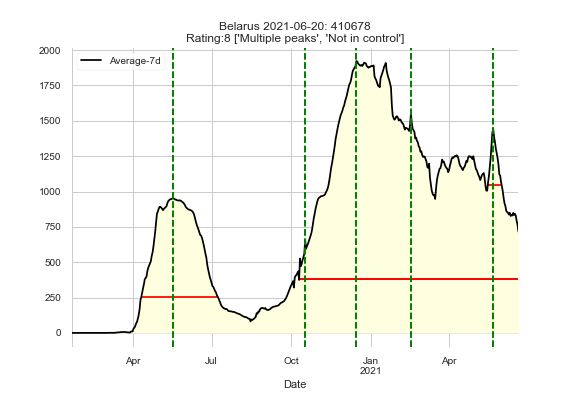 Belarus 2021-06-20: 410678
Rating:8 ['Multiple peaks', 'Not in control']
Average-7d
2000
1750
1500
1250
1000
750
500
250
0
Apr
Jul
Oct
Jan
2021
Apr
Date